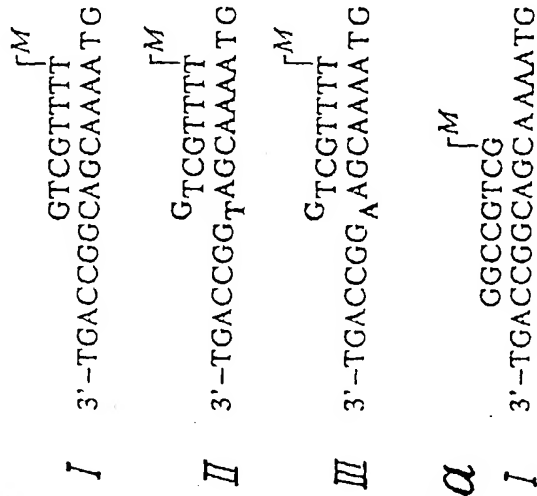 M
GTCGTTTT
I 3'-TGACCGGCAGCAAAATG
M
GTCGTTTT
II 3'-TGACCGGTAGCAAAATG
M
GTCGTTTT
III 3'-TGACCGGAAGCAAAATG
a
M
GGCCGTCG
I 3'-TGACCGGCAGCAAAATG